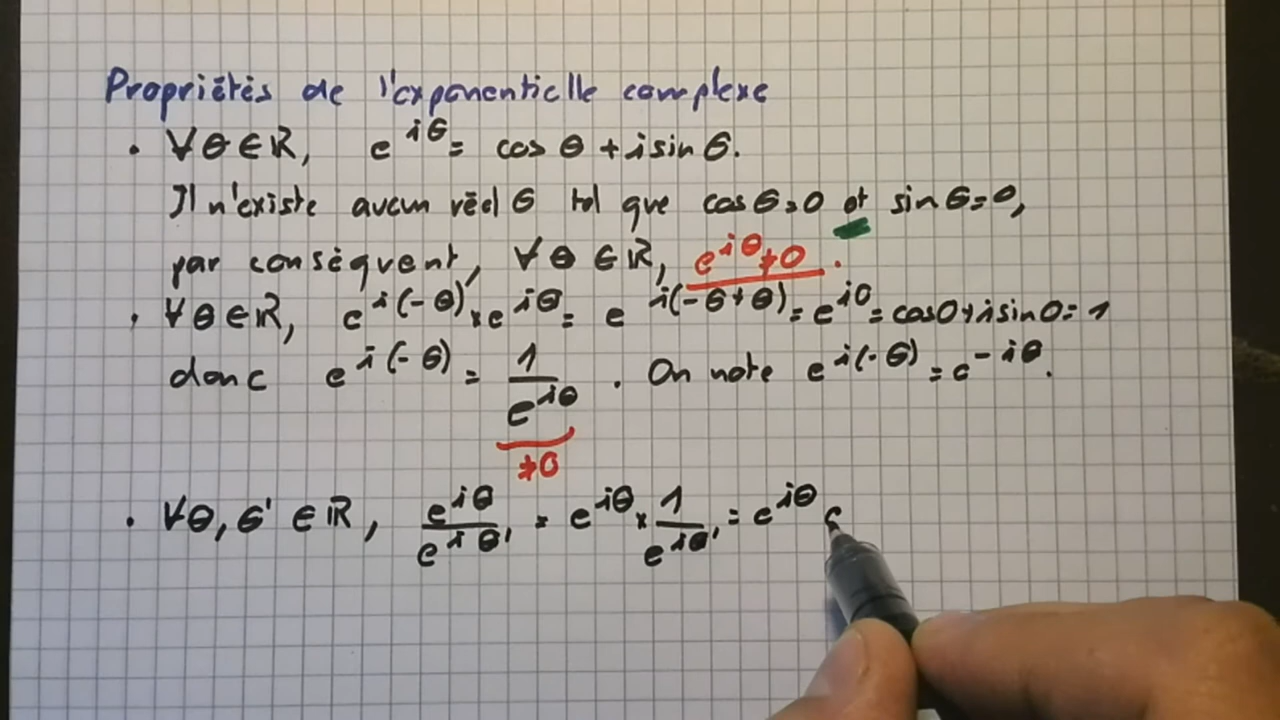 Propriétés de l'exponentielle complexe
• ∀θ∈ℝ, e^{iθ} = cos θ + i sin θ.
Il n'existe aucun réel θ tel que cos θ = 0 et sin θ = 0,
par conséquent, ∀θ∈ℝ, e^{iθ} ≠ 0.
• ∀θ∈ℝ, e^{i(-θ)} × e^{iθ} = e^{i(-θ+θ)} = e^{i0} = cos 0 + i sin 0 = 1
donc e^{i(-θ)} = 1/e^{iθ}. On note e^{i(-θ)} = e^{-iθ}.
≠0
• ∀θ, θ' ∈ℝ, e^{iθ}/e^{iθ'} = e^{iθ} × 1/e^{iθ'} = e^{iθ}